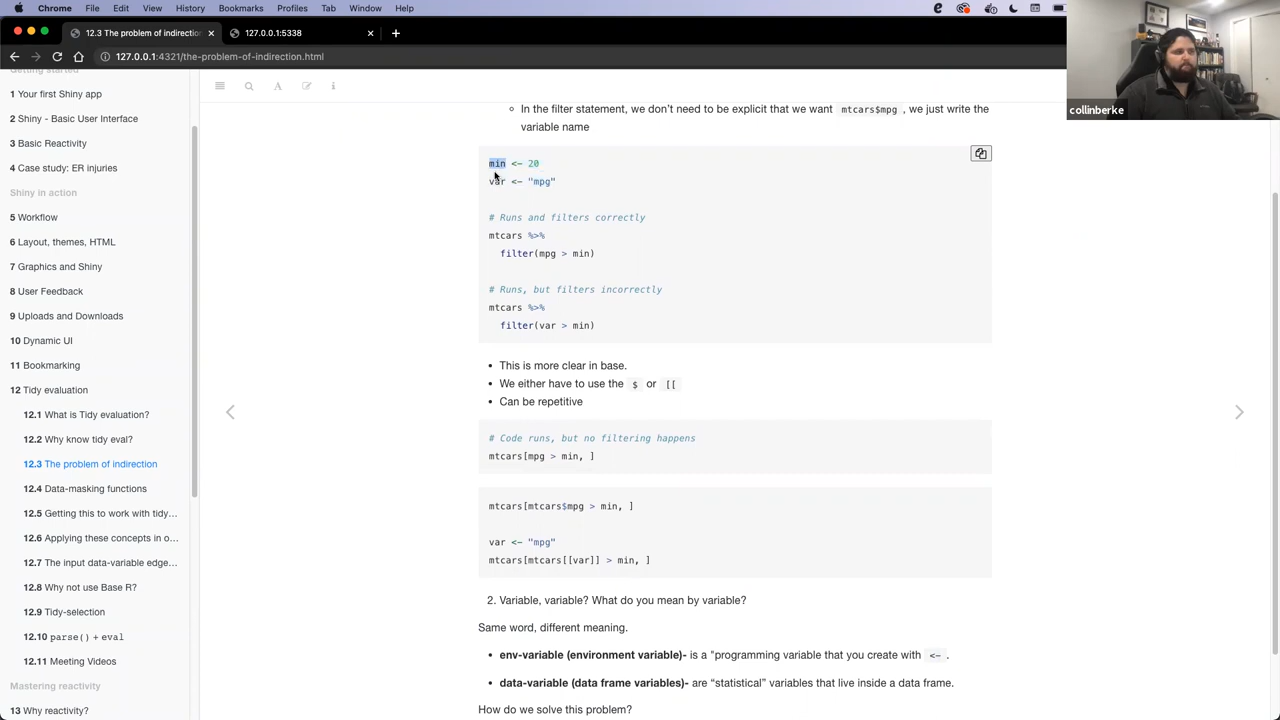 Chrome File Edit View History Bookmarks Profiles Tab Window Help
12.3 The problem of indirection
127.0.0.1:5338
127.0.0.1:4321/the-problem-of-indirection.html
collinberke
Getting started
1 Your first Shiny app
2 Shiny - Basic User Interface
3 Basic Reactivity
4 Case study: ER injuries
Shiny in action
5 Workflow
6 Layout, themes, HTML
7 Graphics and Shiny
8 User Feedback
9 Uploads and Downloads
10 Dynamic UI
11 Bookmarking
12 Tidy evaluation
12.1 What is Tidy evaluation?
12.2 Why know tidy eval?
12.3 The problem of indirection
12.4 Data-masking functions
12.5 Getting this to work with tidy…
12.6 Applying these concepts in o…
12.7 The input data-variable edge…
12.8 Why not use Base R?
12.9 Tidy-selection
12.10 parse() + eval
12.11 Meeting Videos
Mastering reactivity
13 Why reactivity?
In the filter statement, we don't need to be explicit that we want mtcars$mpg , we just write the
variable name
min <- 20
var <- "mpg"
# Runs and filters correctly
mtcars %>%
filter(mpg > min)
# Runs, but filters incorrectly
mtcars %>%
filter(var > min)
• This is more clear in base.
• We either have to use the $ or [[
• Can be repetitive
# Code runs, but no filtering happens
mtcars[mpg > min, ]
mtcars[mtcars$mpg > min, ]
var <- "mpg"
mtcars[mtcars[[var]] > min, ]
2. Variable, variable? What do you mean by variable?
Same word, different meaning.
• env-variable (environment variable)- is a "programming variable that you create with <- .
• data-variable (data frame variables)- are “statistical” variables that live inside a data frame.
How do we solve this problem?